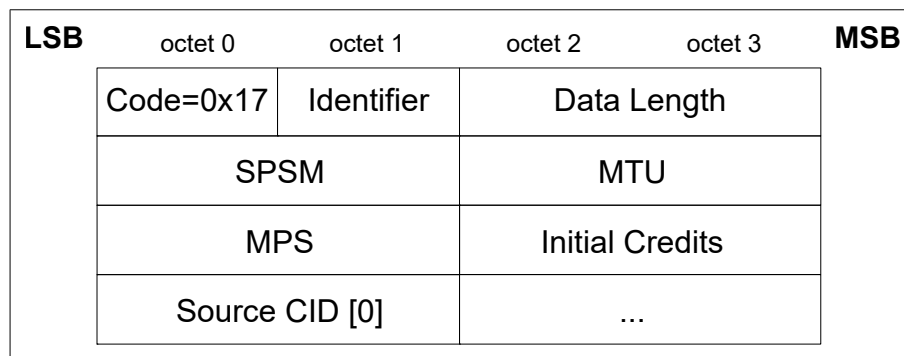 LSB octet 0 octet 1 octet 2 octet 3 MSB
Code=0x17 Identifier Data Length
SPSM MTU
MPS Initial Credits
Source CID [0] ...